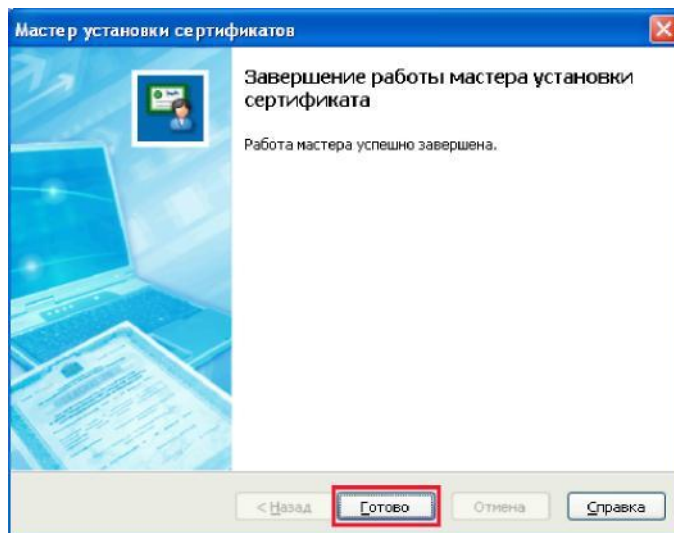 Мастер установки сертификатов
Завершение работы мастера установки
сертификата
Работа мастера успешно завершена.
< Назад
Готово
Отмена
Справка